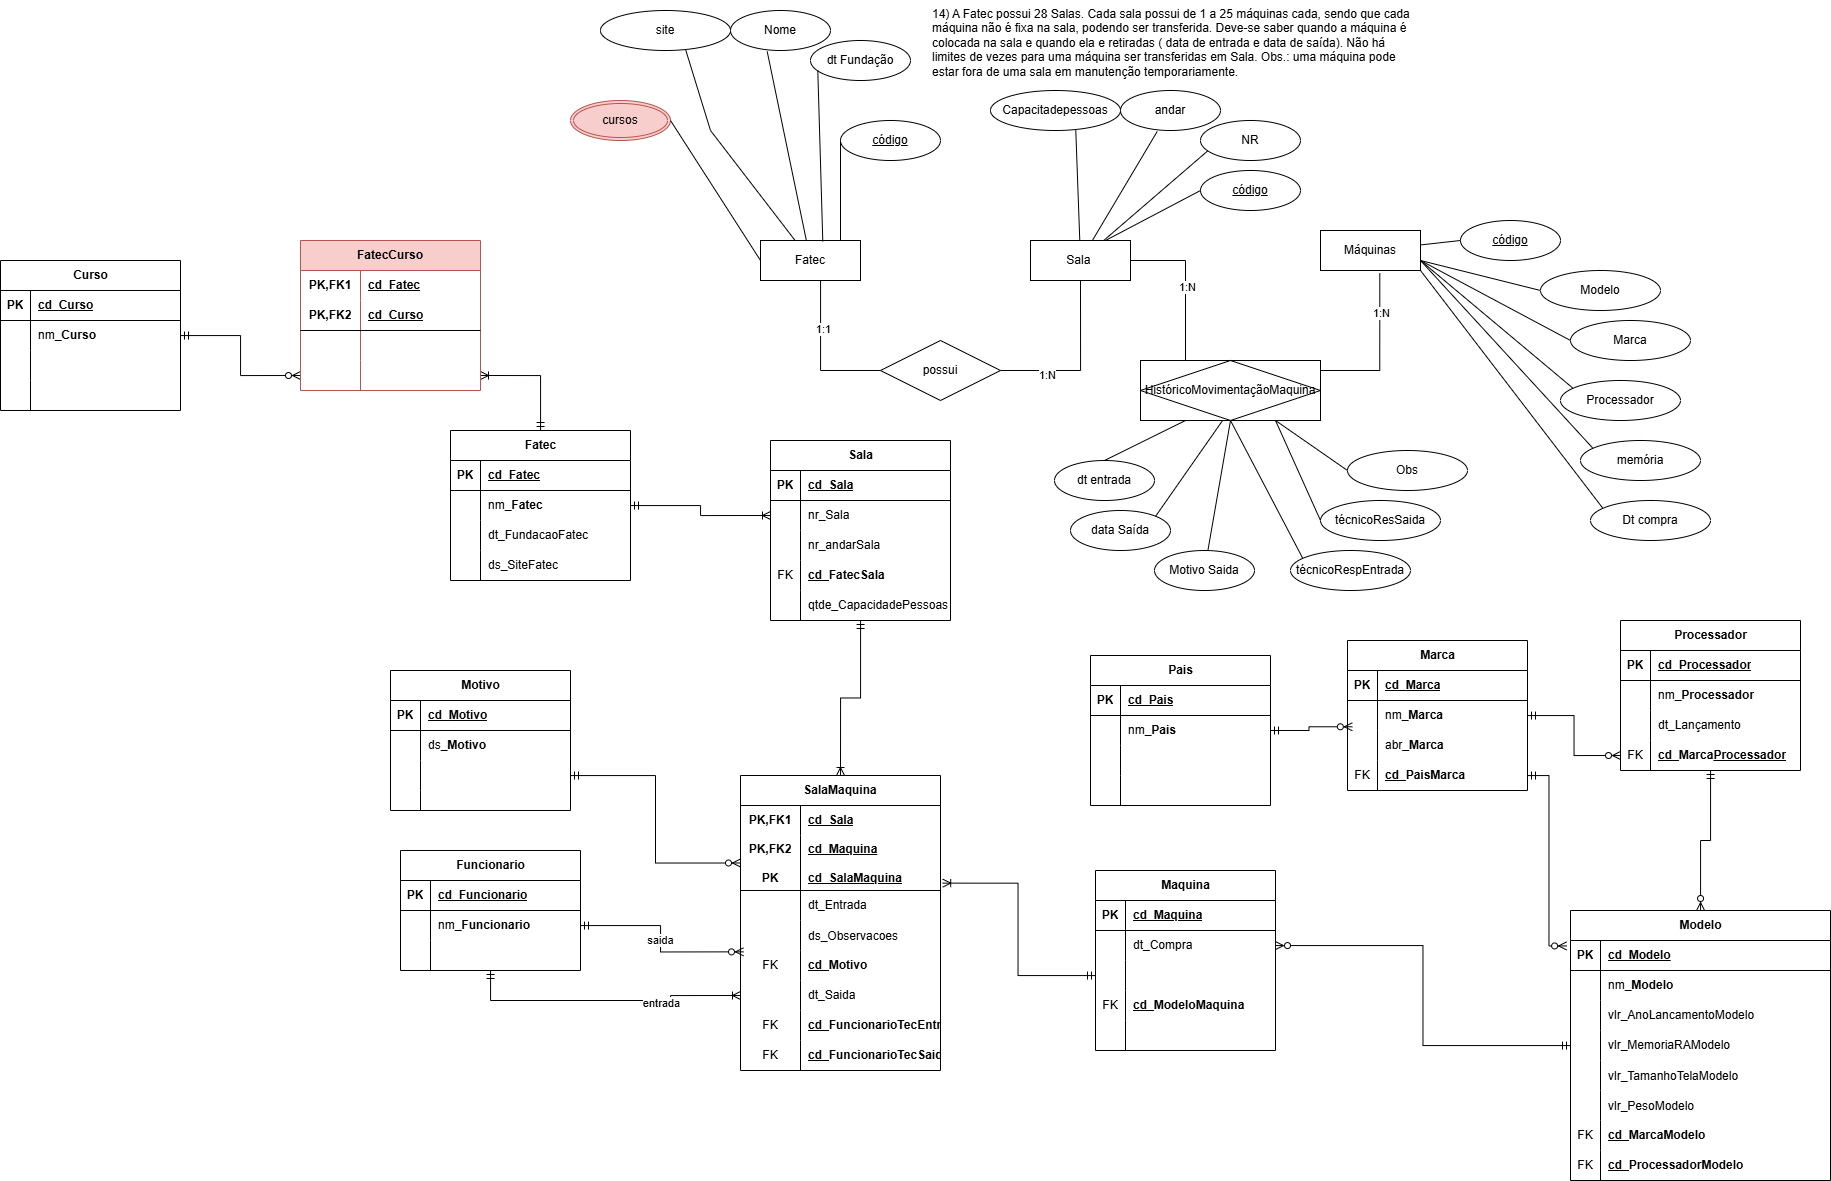 14) A Fatec possui 28 Salas. Cada sala possui de 1 a 25 máquinas cada, sendo que cada
máquina não é fixa na sala, podendo ser transferida. Deve-se saber quando a máquina é
colocada na sala e quando ela e retiradas ( data de entrada e data de saída). Não há
limites de vezes para uma máquina ser transferidas em Sala. Obs.: uma máquina pode
estar fora de uma sala em manutenção temporariamente.
site
Nome
dt Fundação
cursos
código
Fatec
Capacitadepessoas
andar
NR
código
Sala
Máquinas
código
Modelo
Marca
Processador
memória
Dt compra
1:1
possui
1:N
1:N
1:N
HistóricoMovimentaçãoMaquina
dt entrada
data Saída
Motivo Saida
técnicoRespEntrada
técnicoResSaida
Obs
Curso
PK cd_Curso
nm_Curso
FatecCurso
PK,FK1 cd_Fatec
PK,FK2 cd_Curso
Fatec
PK cd_Fatec
nm_Fatec
dt_FundacaoFatec
ds_SiteFatec
Sala
PK cd_Sala
nr_Sala
nr_andarSala
FK cd_FatecSala
qtde_CapacidadePessoas
Motivo
PK cd_Motivo
ds_Motivo
Funcionario
PK cd_Funcionario
nm_Funcionario
saida
entrada
SalaMaquina
PK,FK1 cd_Sala
PK,FK2 cd_Maquina
PK cd_SalaMaquina
dt_Entrada
ds_Observacoes
FK cd_Motivo
dt_Saida
FK cd_FuncionarioTecEntr
FK cd_FuncionarioTecSaid
Pais
PK cd_Pais
nm_Pais
Marca
PK cd_Marca
nm_Marca
abr_Marca
FK cd_PaisMarca
Processador
PK cd_Processador
nm_Processador
dt_Lançamento
FK cd_MarcaProcessador
Maquina
PK cd_Maquina
dt_Compra
FK cd_ModeloMaquina
Modelo
PK cd_Modelo
nm_Modelo
vlr_AnoLancamentoModelo
vlr_MemoriaRAModelo
vlr_TamanhoTelaModelo
vlr_PesoModelo
FK cd_MarcaModelo
FK cd_ProcessadorModelo